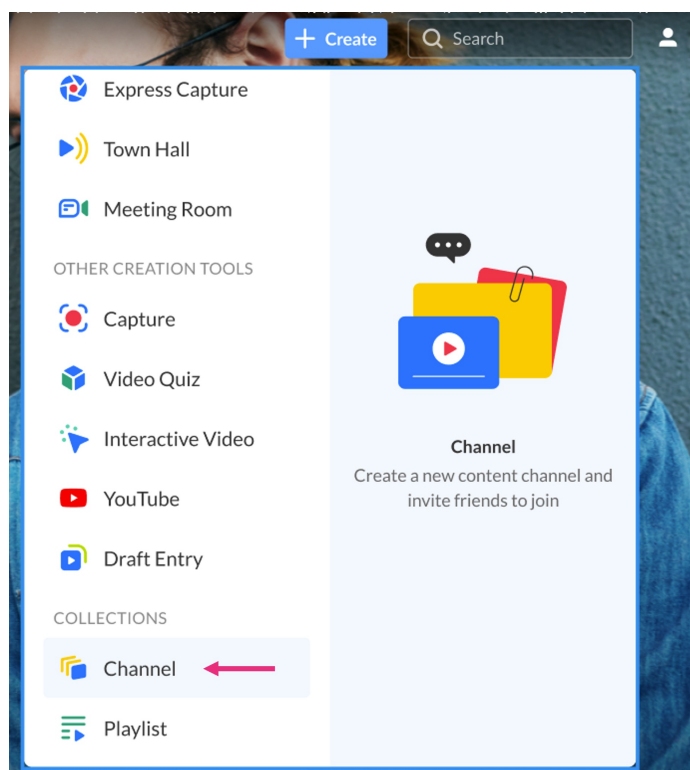 Create
Search
Express Capture
Town Hall
Meeting Room
OTHER CREATION TOOLS
Capture
Video Quiz
Interactive Video
YouTube
Draft Entry
COLLECTIONS
Channel
Playlist
Channel
Create a new content channel and
invite friends to join